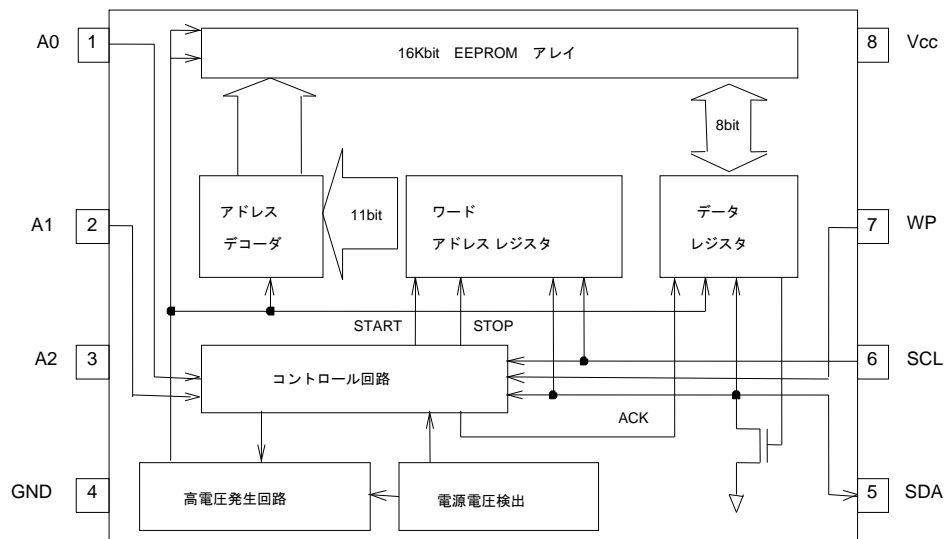 A0 1
16Kbit EEPROM アレイ
8 Vcc
8bit
A1 2
アドレス
デコーダ
11bit
ワード
アドレス レジスタ
データ
レジスタ
7 WP
START
STOP
A2 3
コントロール回路
6 SCL
ACK
GND 4
高電圧発生回路
電源電圧検出
5 SDA